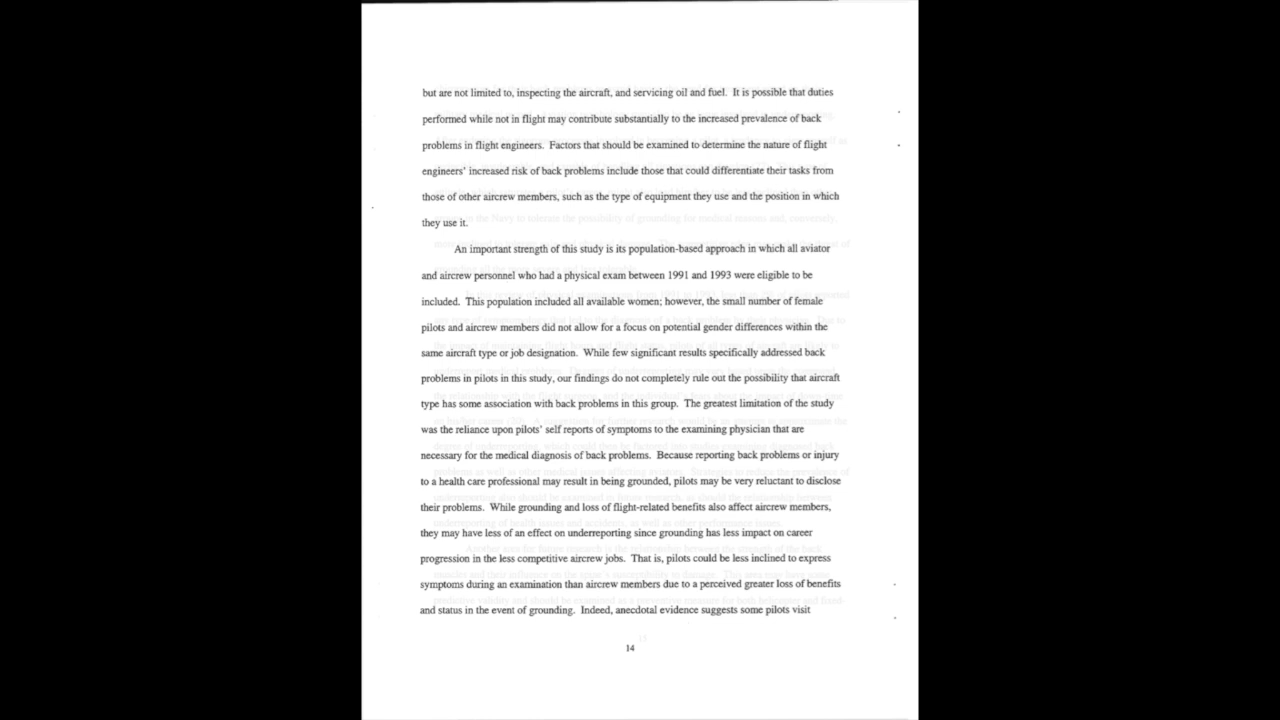 but are not limited to, inspecting the aircraft, and servicing oil and fuel. It is possible that duties
performed while not in flight may contribute substantially to the increased prevalence of back
problems in flight engineers. Factors that should be examined to determine the nature of flight
engineers' increased risk of back problems include those that could differentiate their tasks from
those of other aircrew members, such as the type of equipment they use and the position in which
they use it.
An important strength of this study is its population-based approach in which all aviator
and aircrew personnel who had a physical exam between 1991 and 1993 were eligible to be
included. This population included all available women; however, the small number of female
pilots and aircrew members did not allow for a focus on potential gender differences within the
same aircraft type or job designation. While few significant results specifically addressed back
problems in pilots in this study, our findings do not completely rule out the possibility that aircraft
type has some association with back problems in this group. The greatest limitation of the study
was the reliance upon pilots' self reports of symptoms to the examining physician that are
necessary for the medical diagnosis of back problems. Because reporting back problems or injury
to a health care professional may result in being grounded, pilots may be very reluctant to disclose
their problems. While grounding and loss of flight-related benefits also affect aircrew members,
they may have less of an effect on underreporting since grounding has less impact on career
progression in the less competitive aircrew jobs. That is, pilots could be less inclined to express
symptoms during an examination than aircrew members due to a perceived greater loss of benefits
and status in the event of grounding. Indeed, anecdotal evidence suggests some pilots visit
14